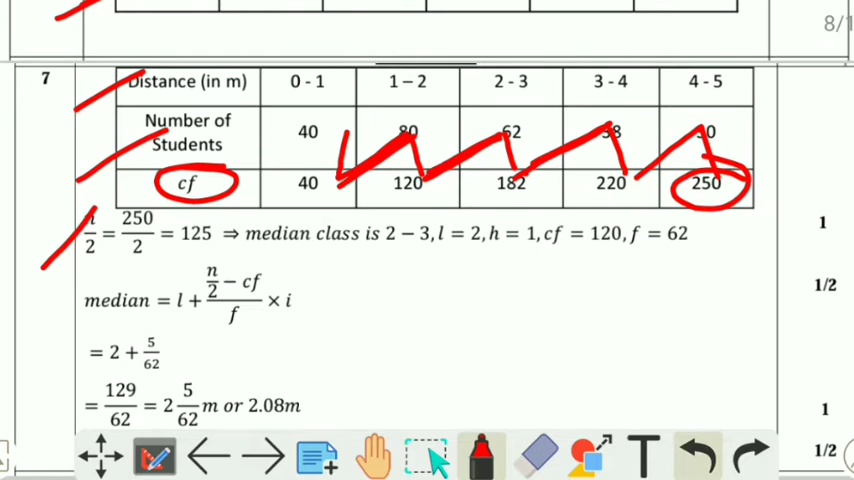 8/1
7
Distance (in m) 0 - 1 1 – 2 2 - 3 3 - 4 4 - 5
Number of Students 40 80 62 38 30
cf 40 120 182 220 250
n/2 = 250/2 = 125 ⇒ median class is 2 – 3, l = 2, h = 1, cf = 120, f = 62 1
median = l + (n/2 – cf)/f × i 1/2
= 2 + 5/62
= 129/62 = 2 5/62 m or 2.08m 1
1/2
T